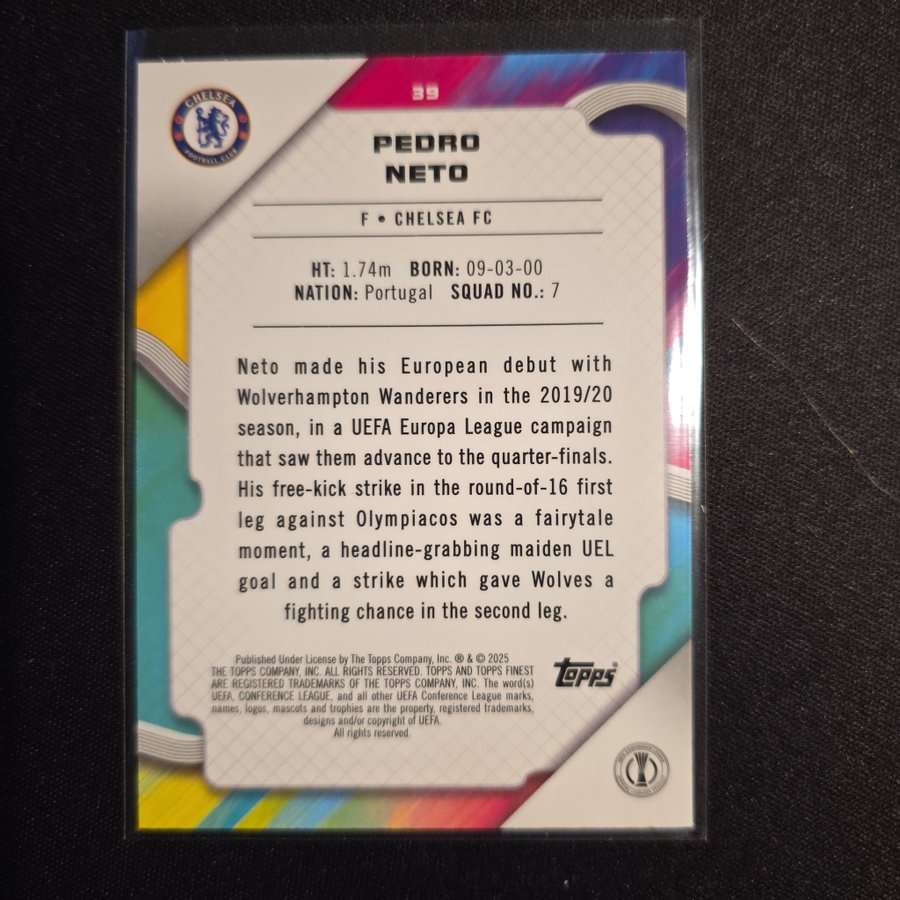 39
CHELSEA
FOOTBALL CLUB
PEDRO
NETO
F • CHELSEA FC
HT: 1.74m BORN: 09-03-00
NATION: Portugal SQUAD NO.: 7
Neto made his European debut with
Wolverhampton Wanderers in the 2019/20
season, in a UEFA Europa League campaign
that saw them advance to the quarter-finals.
His free-kick strike in the round-of-16 first
leg against Olympiacos was a fairytale
moment, a headline-grabbing maiden UEL
goal and a strike which gave Wolves a
fighting chance in the second leg.
Published Under License by The Topps Company, Inc. ® & © 2025
THE TOPPS COMPANY, INC. ALL RIGHTS RESERVED. TOPPS AND TOPPS FINEST
ARE REGISTERED TRADEMARKS OF THE TOPPS COMPANY, INC. The word(s)
UEFA, CONFERENCE LEAGUE, and all other UEFA Conference League marks,
names, logos, mascots and trophies are the property, registered trademarks,
designs and/or copyright of UEFA.
All rights reserved.
Topps®